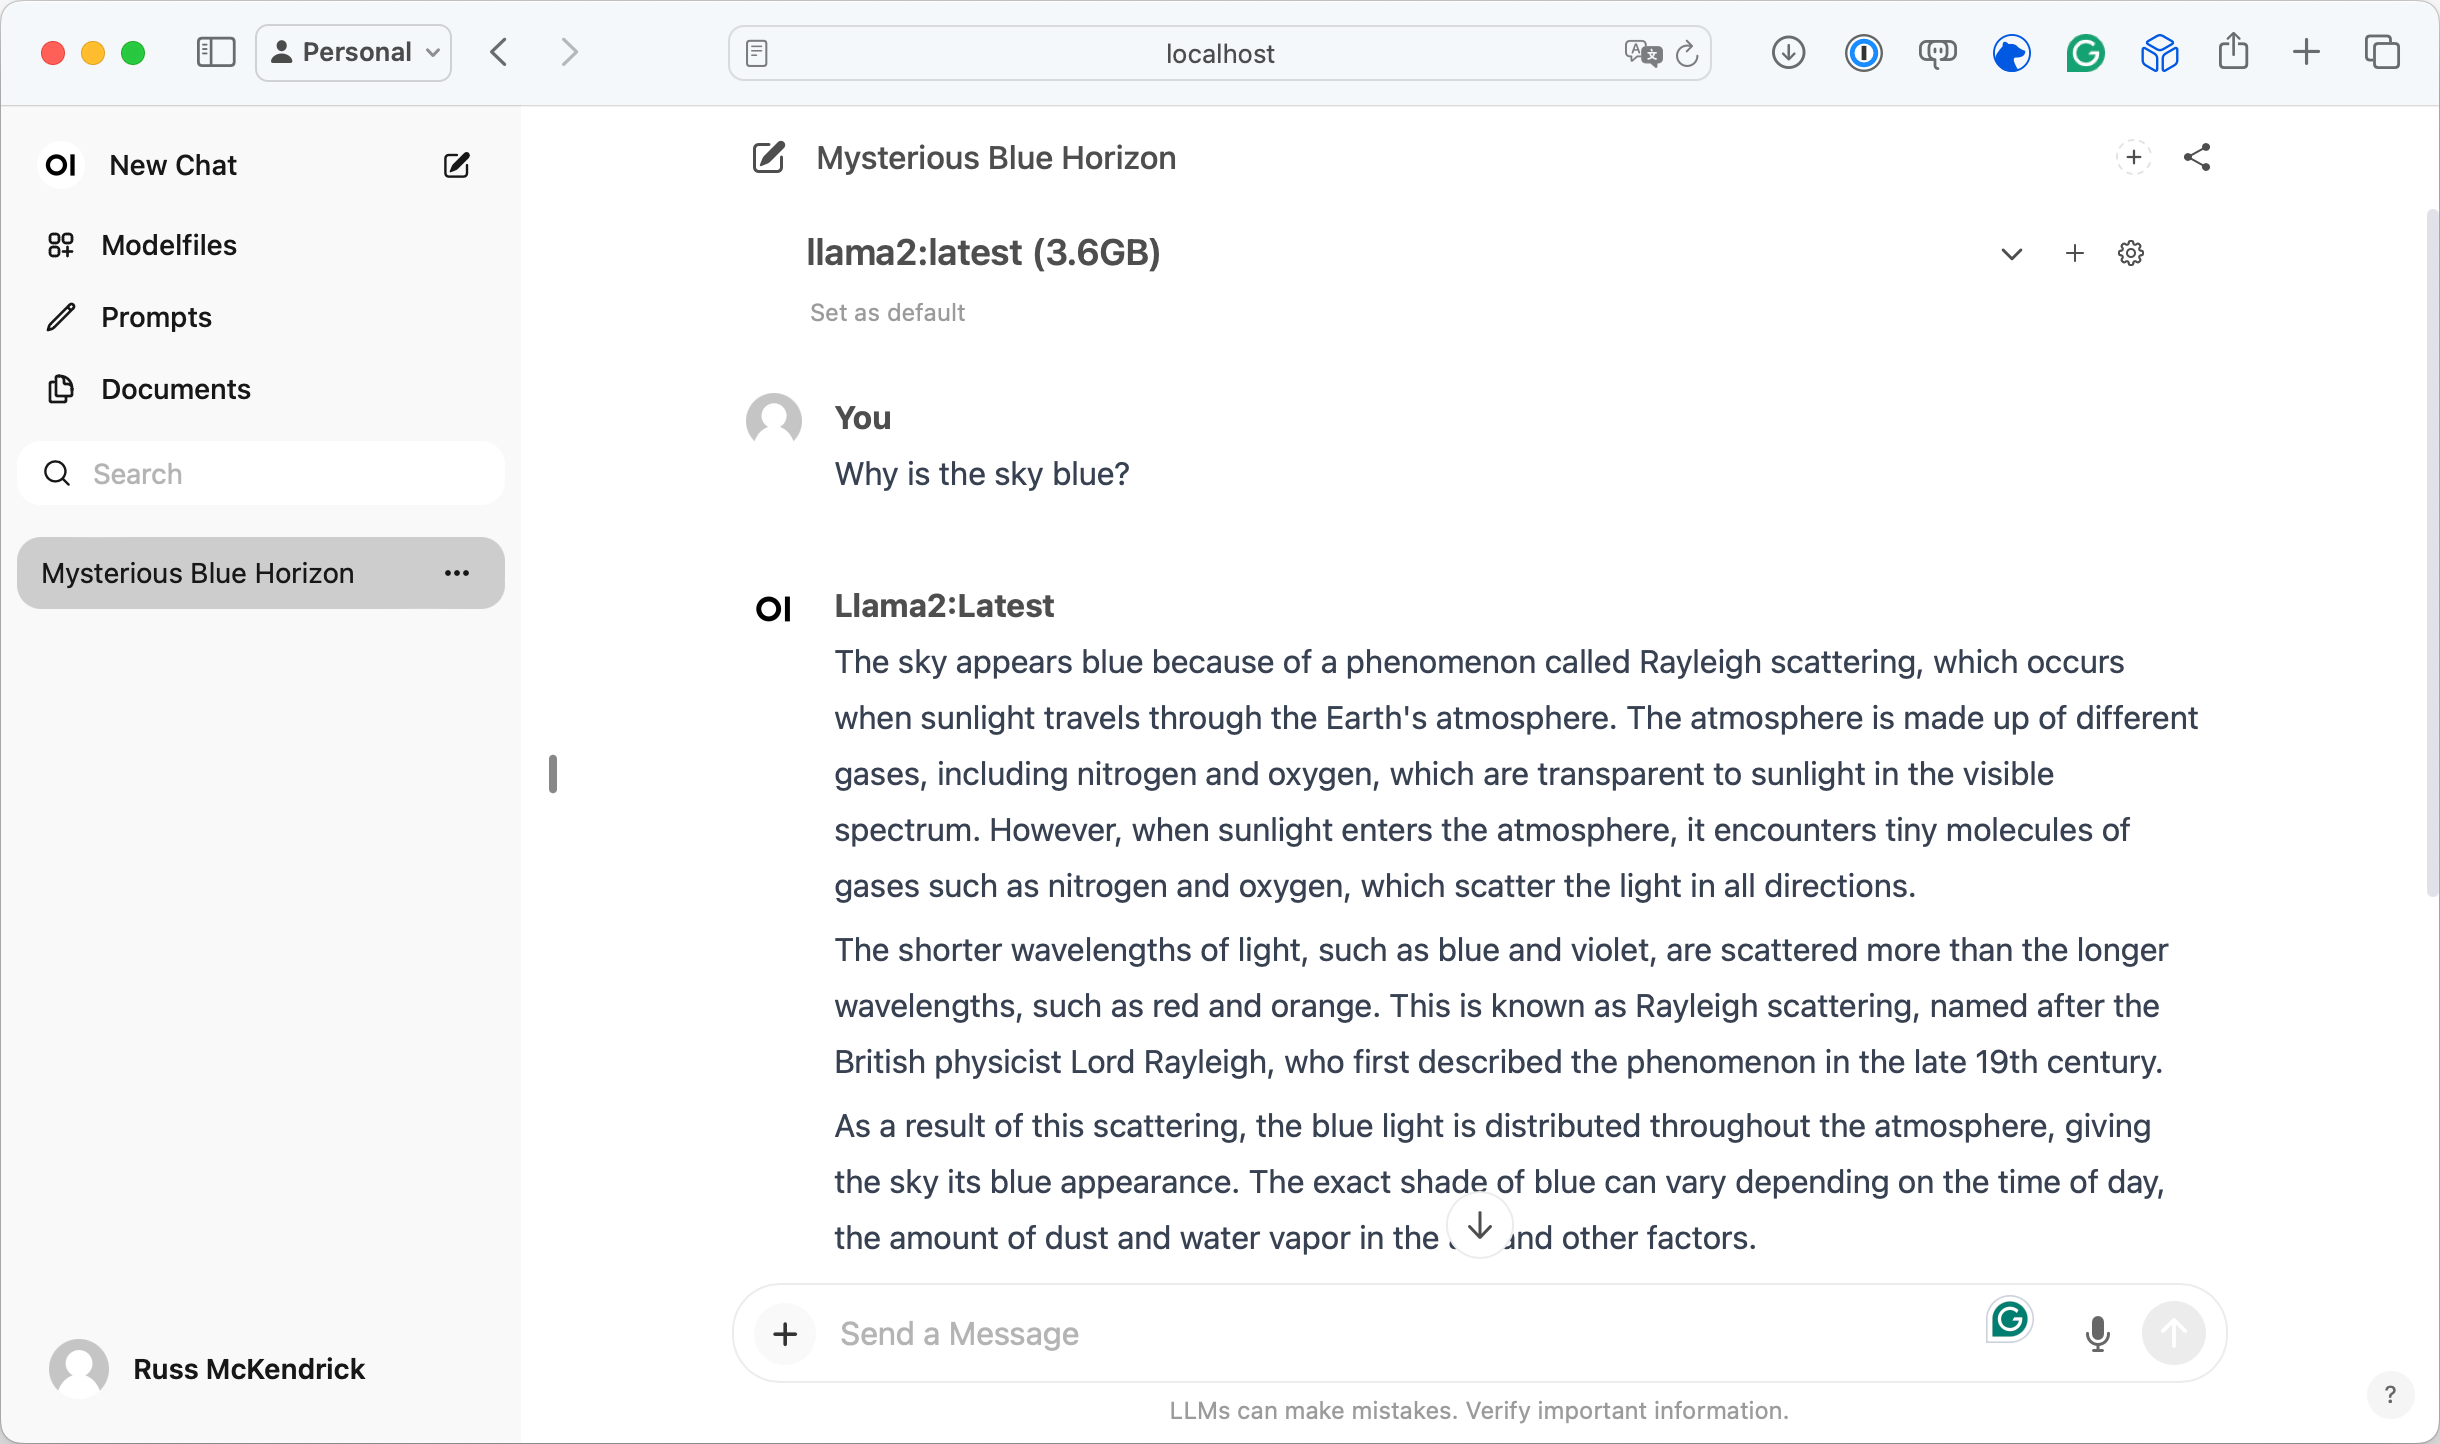 Personal
localhost
OI New Chat
Modelfiles
Prompts
Documents
Search
Mysterious Blue Horizon
Russ McKendrick
Mysterious Blue Horizon
llama2:latest (3.6GB)
Set as default
You
Why is the sky blue?
OI Llama2:Latest
The sky appears blue because of a phenomenon called Rayleigh scattering, which occurs
when sunlight travels through the Earth's atmosphere. The atmosphere is made up of different
gases, including nitrogen and oxygen, which are transparent to sunlight in the visible
spectrum. However, when sunlight enters the atmosphere, it encounters tiny molecules of
gases such as nitrogen and oxygen, which scatter the light in all directions.
The shorter wavelengths of light, such as blue and violet, are scattered more than the longer
wavelengths, such as red and orange. This is known as Rayleigh scattering, named after the
British physicist Lord Rayleigh, who first described the phenomenon in the late 19th century.
As a result of this scattering, the blue light is distributed throughout the atmosphere, giving
the sky its blue appearance. The exact shade of blue can vary depending on the time of day,
the amount of dust and water vapor in the and other factors.
Send a Message
LLMs can make mistakes. Verify important information.
?